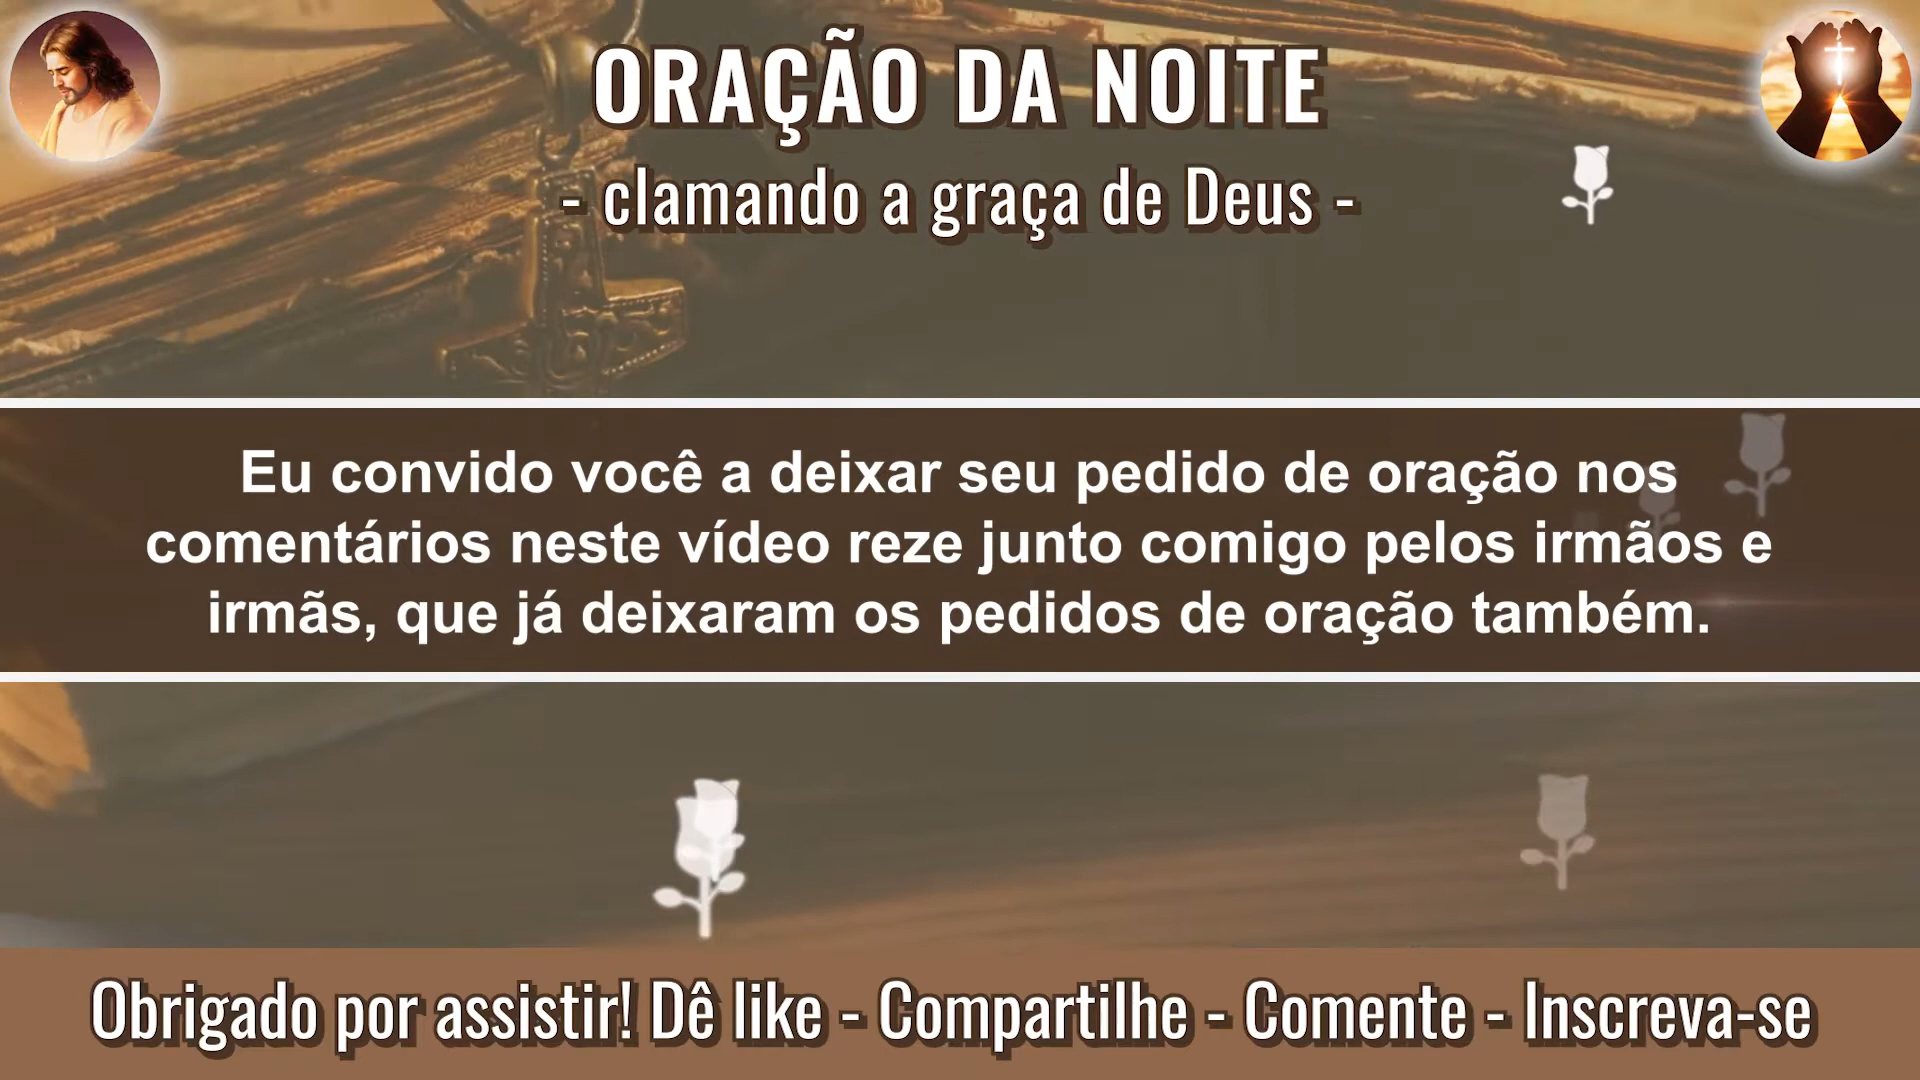 ORAÇÃO DA NOITE
- clamando a graça de Deus -
Eu convido você a deixar seu pedido de oração nos
comentários neste vídeo reze junto comigo pelos irmãos e
irmãs, que já deixaram os pedidos de oração também.
Obrigado por assistir! Dê like - Compartilhe - Comente - Inscreva-se